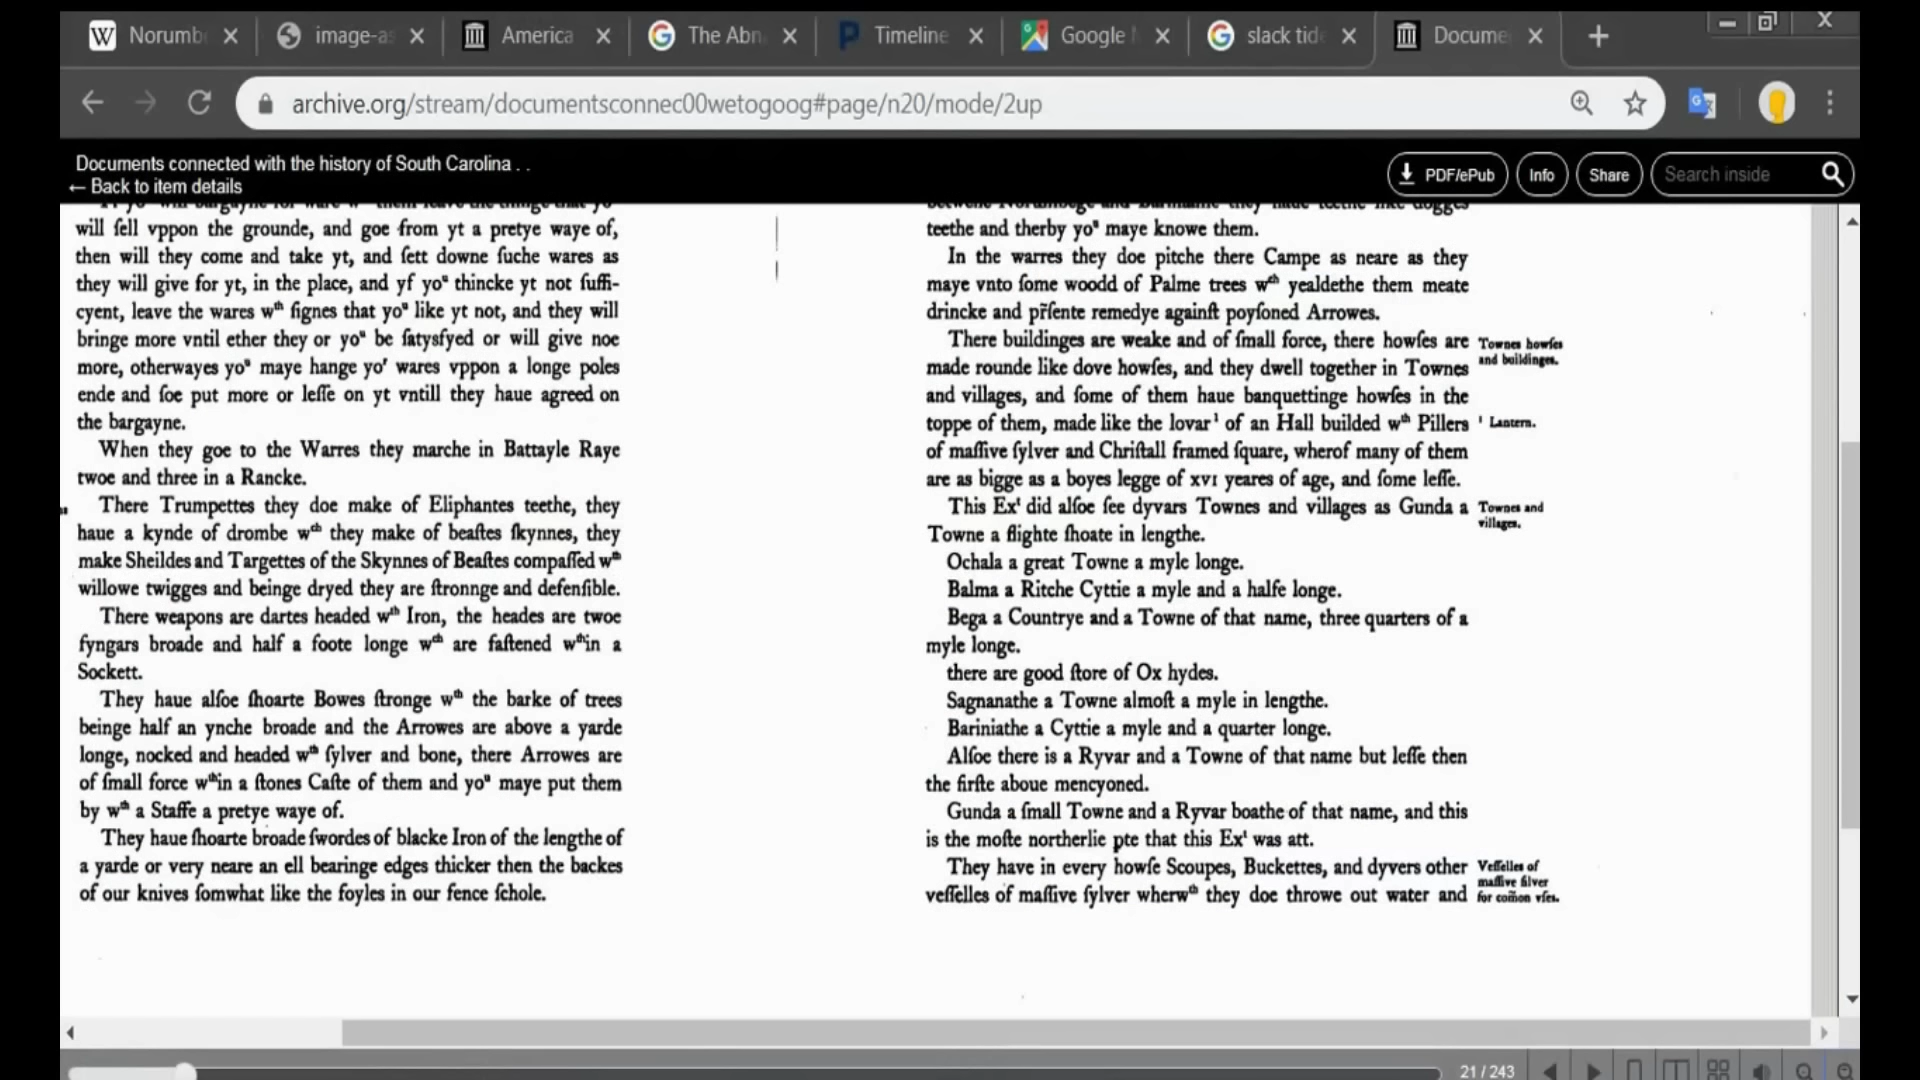 Norumb
image-as
America
The Abn
Timeline
Google M
slack tide
Docume
archive.org/stream/documentsconnec00wetogoog#page/n20/mode/2up
Documents connected with the history of South Carolina . .
← Back to item details
PDF/ePub
Info
Share
Search inside
will ſell vppon the grounde, and goe from yt a pretye waye of,
then will they come and take yt, and ſett downe ſuche wares as
they will give for yt, in the place, and yf yoᵘ thincke yt not ſuffi-
cyent, leave the wares wᵗʰ ſignes that yoᵘ like yt not, and they will
bringe more vntil ether they or yoᵘ be ſatysfyed or will give noe
more, otherwayes yoᵘ maye hange yoʳ wares vppon a longe poles
ende and ſoe put more or leſſe on yt vntill they haue agreed on
the bargayne.
When they goe to the Warres they marche in Battayle Raye
twoe and three in a Rancke.
There Trumpettes they doe make of Eliphantes teethe, they
haue a kynde of drombe wᶜʰ they make of beaſtes ſkynnes, they
make Sheildes and Targettes of the Skynnes of Beaſtes compaſſed wᵗʰ
willowe twigges and beinge dryed they are ſtronnge and defenſible.
There weapons are dartes headed wᵗʰ Iron, the heades are twoe
fyngars broade and half a foote longe wᶜʰ are faſtened wᵗʰin a
Sockett.
They haue alſoe ſhoarte Bowes ſtronge wᵗʰ the barke of trees
beinge half an ynche broade and the Arrowes are above a yarde
longe, nocked and headed wᵗʰ ſylver and bone, there Arrowes are
of ſmall force wᵗʰin a ſtones Caſte of them and yoᵘ maye put them
by wᵗʰ a Staffe a pretye waye of.
They haue ſhoarte broade ſwordes of blacke Iron of the lengthe of
a yarde or very neare an ell bearinge edges thicker then the backes
of our knives ſomwhat like the foyles in our fence ſchole.
betwene Norumbege and Barniathe they have teethe like dogges
teethe and therby yoᵘ maye knowe them.
In the warres they doe pitche there Campe as neare as they
maye vnto ſome woodd of Palme trees wᶜʰ yealdethe them meate
drincke and p̃ſente remedye againſt poyſoned Arrowes.
There buildinges are weake and of ſmall force, there howſes are
made rounde like dove howſes, and they dwell together in Townes
and villages, and ſome of them haue banquettinge howſes in the
toppe of them, made like the lovar¹ of an Hall builded wᵗʰ Pillers
of maſſive ſylver and Chriſtall framed ſquare, wherof many of them
are as bigge as a boyes legge of XVI yeares of age, and ſome leſſe.
This Exᵗ did alſoe ſee dyvars Townes and villages as Gunda a
Towne a flighte ſhoate in lengthe.
Ochala a great Towne a myle longe.
Balma a Ritche Cyttie a myle and a halfe longe.
Bega a Countrye and a Towne of that name, three quarters of a
myle longe.
there are good ſtore of Ox hydes.
Sagnanathe a Towne almoſt a myle in lengthe.
Bariniathe a Cyttie a myle and a quarter longe.
Alſoe there is a Ryvar and a Towne of that name but leſſe then
the firſte aboue mencyoned.
Gunda a ſmall Towne and a Ryvar boathe of that name, and this
is the moſte northerlie pte that this Exᵗ was att.
They have in every howſe Scoupes, Buckettes, and dyvers other
veſſelles of maſſive ſylver wherwᵗʰ they doe throwe out water and
Townes howſes
and buildinges.
¹ Lantern.
Townes and
villages.
Veſſelles of
maſſive ſilver
for com̃on vſes.
21 / 243